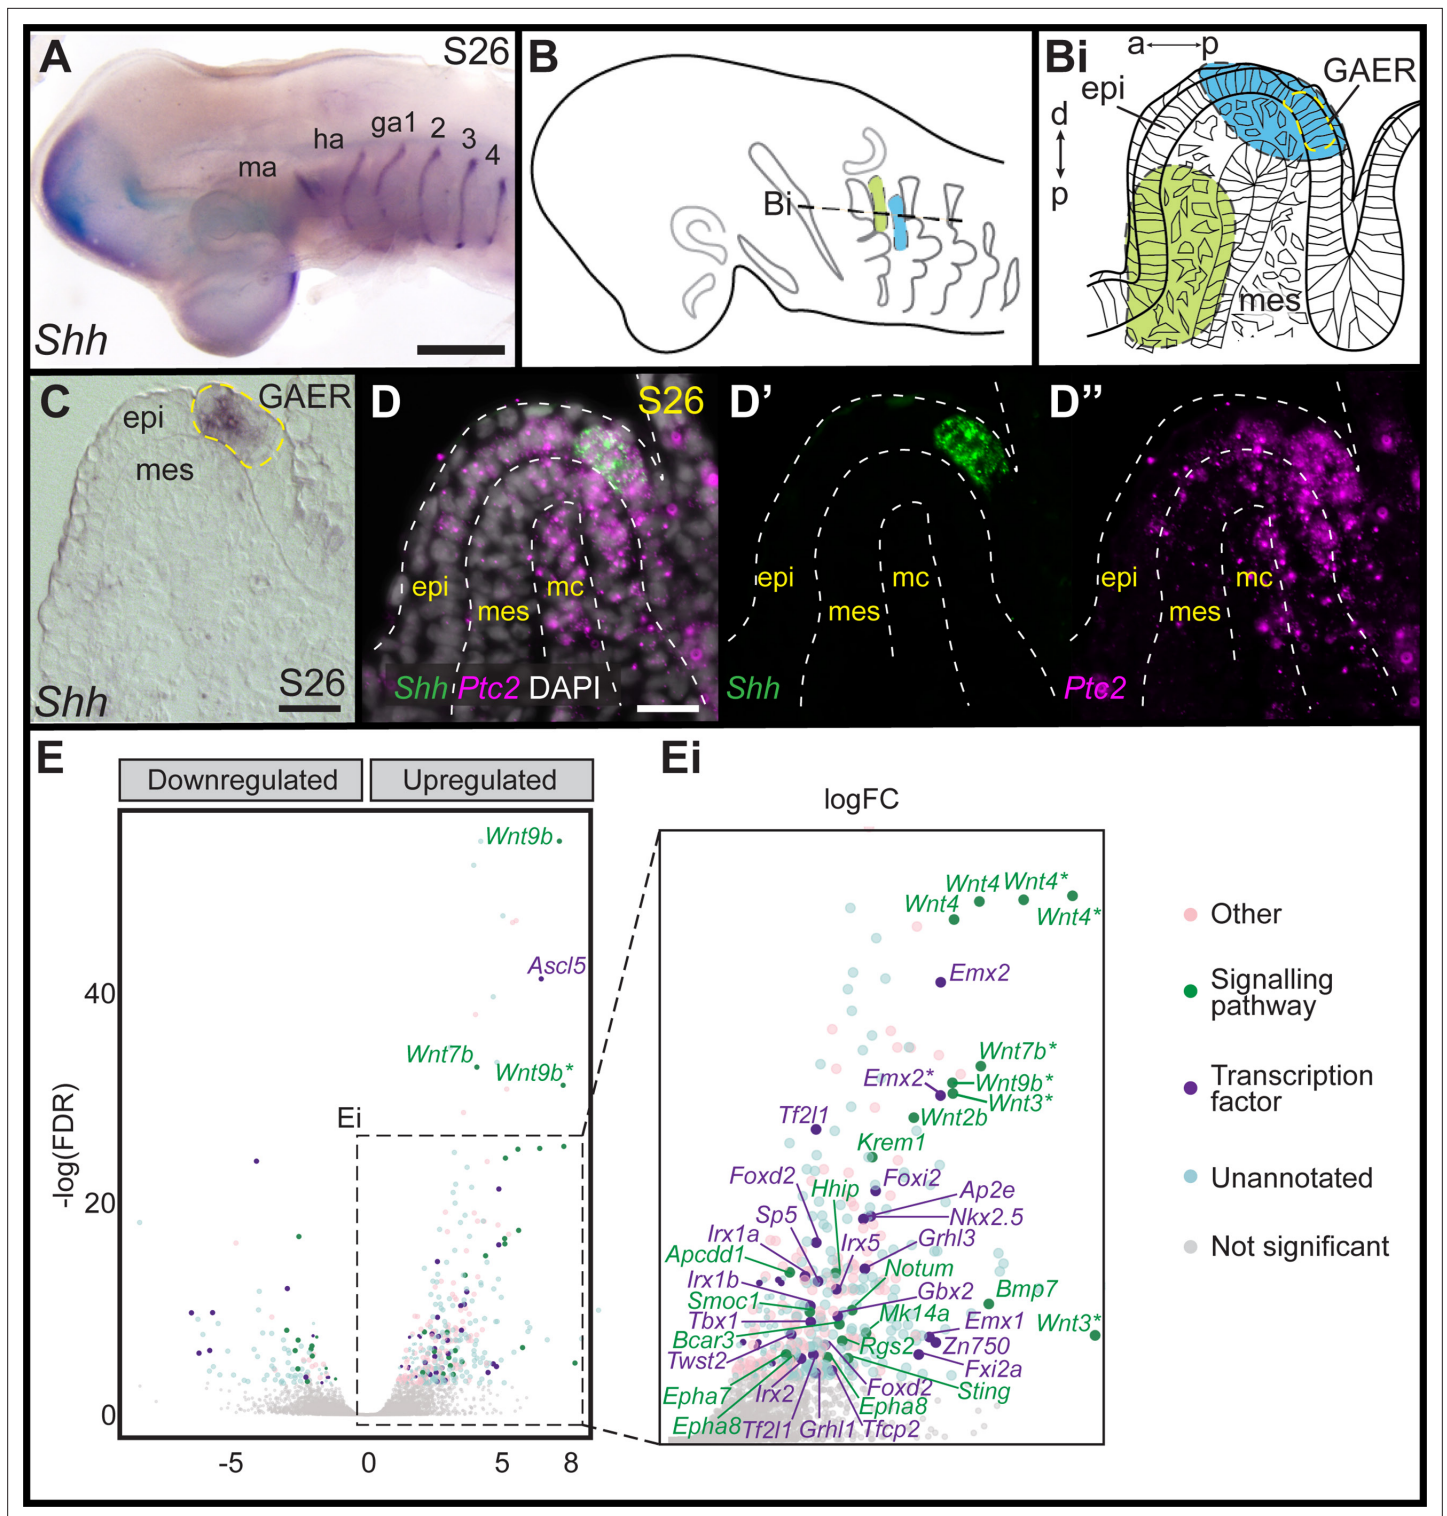 A
S26
ha
ga1
2
3
4
ma
Shh
B
Bi
Bi
a
p
GAER
epi
d
p
mes
C
GAER
epi
mes
Shh
S26
D
S26
epi
mes
mc
Shh Ptc2 DAPI
D'
epi
mes
mc
Shh
D"
epi
mes
mc
Ptc2
E
Downregulated
Upregulated
-log(FDR)
40
20
0
-5
0
5
8
Wnt9b
Ascl5
Wnt7b
Wnt9b*
Ei
Ei
logFC
Wnt4
Wnt4
Wnt4*
Wnt4*
Emx2
Wnt7b*
Emx2*
Wnt9b*
Wnt3*
Tf2l1
Wnt2b
Krem1
Foxd2
Hhip
Foxi2
Ap2e
Sp5
Nkx2.5
Irx1a
Irx5
Grhl3
Apcdd1
Notum
Irx1b
Gbx2
Bmp7
Smoc1
Mk14a
Tbx1
Emx1
Wnt3*
Bcar3
Rgs2
Zn750
Twst2
Fxi2a
Epha7
Irx2
Foxd2
Sting
Epha8
Epha8
Tf2l1
Grhl1
Tfcp2
Other
Signalling
pathway
Transcription
factor
Unannotated
Not significant